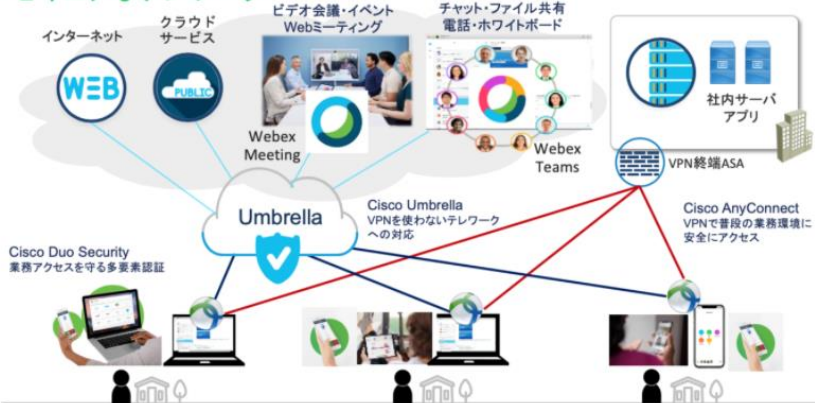 インターネット
クラウド
サービス
ビデオ会議・イベント
Webミーティング
チャット・ファイル共有
電話・ホワイトボード
WEB
PUBLIC
Webex
Meeting
Webex
Teams
社内サーバ
アプリ
VPN終端ASA
Umbrella
Cisco Umbrella
VPNを使わないテレワーク
への対応
Cisco AnyConnect
VPNで普段の業務環境に
安全にアクセス
Cisco Duo Security
業務アクセスを守る多要素認証